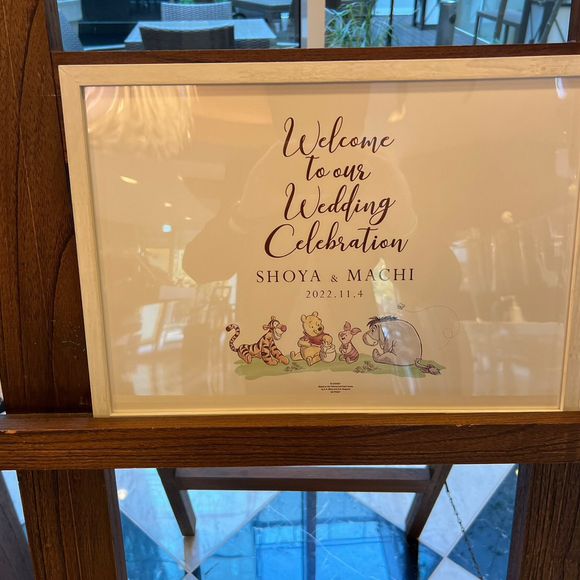 Welcome
to our
Wedding
Celebration
SHOYA & MACHI
2022.11.4